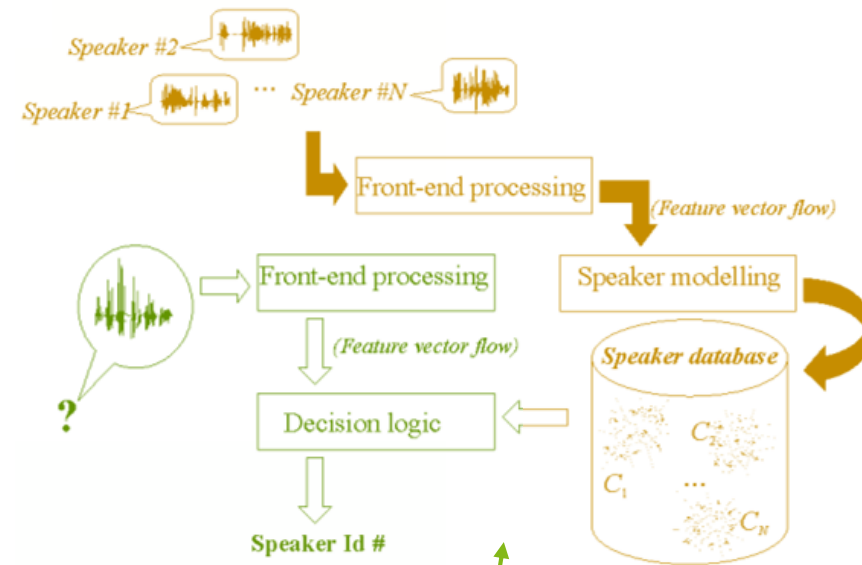 Speaker #2
Speaker #1
... Speaker #N
Front-end processing
(Feature vector flow)
Front-end processing
Speaker modelling
(Feature vector flow)
Speaker database
?
Decision logic
C2
C1
...
CN
Speaker Id #